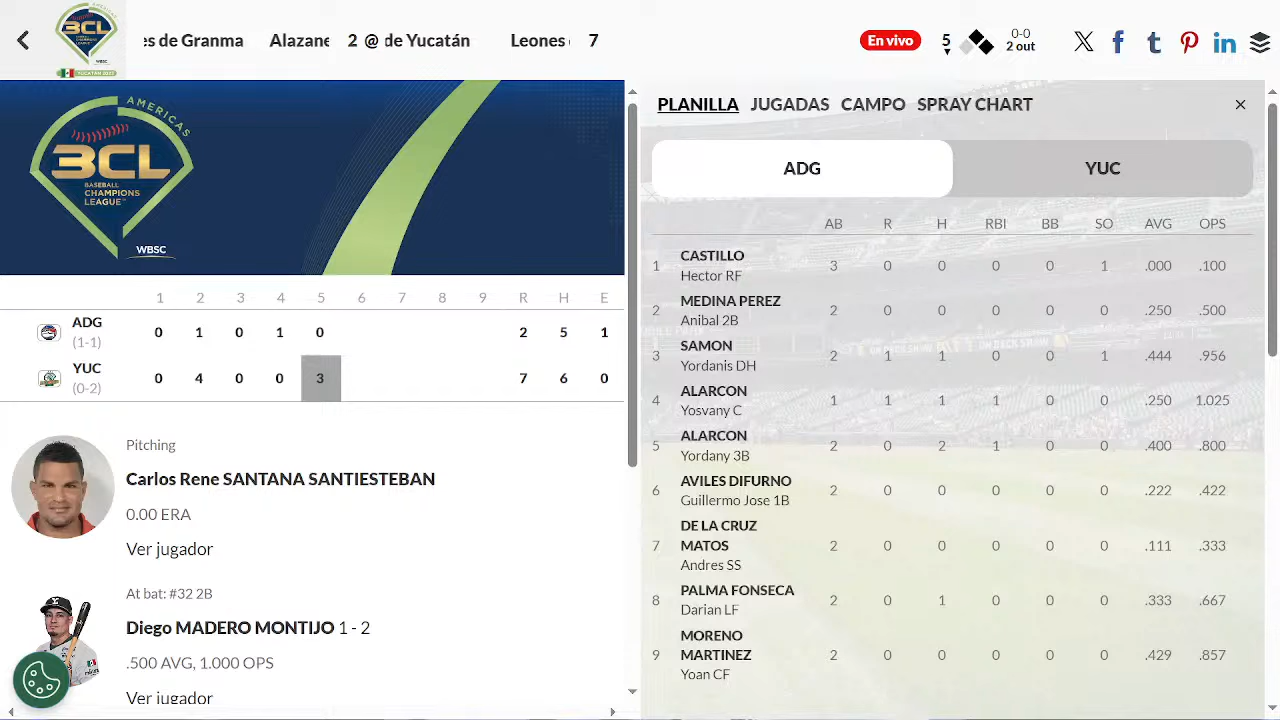 3CL
WBSC
YUCATÁN 2023
es de Granma Alazane 2 @ de Yucatán Leones 7
En vivo 5 0-0
2 out
AMERICAS
3CL
BASEBALL
CHAMPIONS
LEAGUE™
WBSC
1 2 3 4 5 6 7 8 9 R H E
ADG 0 1 0 1 0 2 5 1
(1-1)
YUC 0 4 0 0 3 7 6 0
(0-2)
Pitching
Carlos Rene SANTANA SANTIESTEBAN
0.00 ERA
Ver jugador
At bat: #32 2B
Diego MADERO MONTIJO 1 - 2
.500 AVG, 1.000 OPS
Ver jugador
PLANILLA JUGADAS CAMPO SPRAY CHART ×
ADG YUC
AB R H RBI BB SO AVG OPS
1 CASTILLO
Hector RF 3 0 0 0 0 1 .000 .100
2 MEDINA PEREZ
Anibal 2B 2 0 0 0 0 0 .250 .500
3 SAMON
Yordanis DH 2 1 1 0 0 1 .444 .956
4 ALARCON
Yosvany C 1 1 1 1 0 0 .250 1.025
5 ALARCON
Yordany 3B 2 0 2 1 0 0 .400 .800
6 AVILES DIFURNO
Guillermo Jose 1B 2 0 0 0 0 0 .222 .422
7 DE LA CRUZ
MATOS
Andres SS 2 0 0 0 0 0 .111 .333
8 PALMA FONSECA
Darian LF 2 0 1 0 0 0 .333 .667
9 MORENO
MARTINEZ
Yoan CF 2 0 0 0 0 0 .429 .857